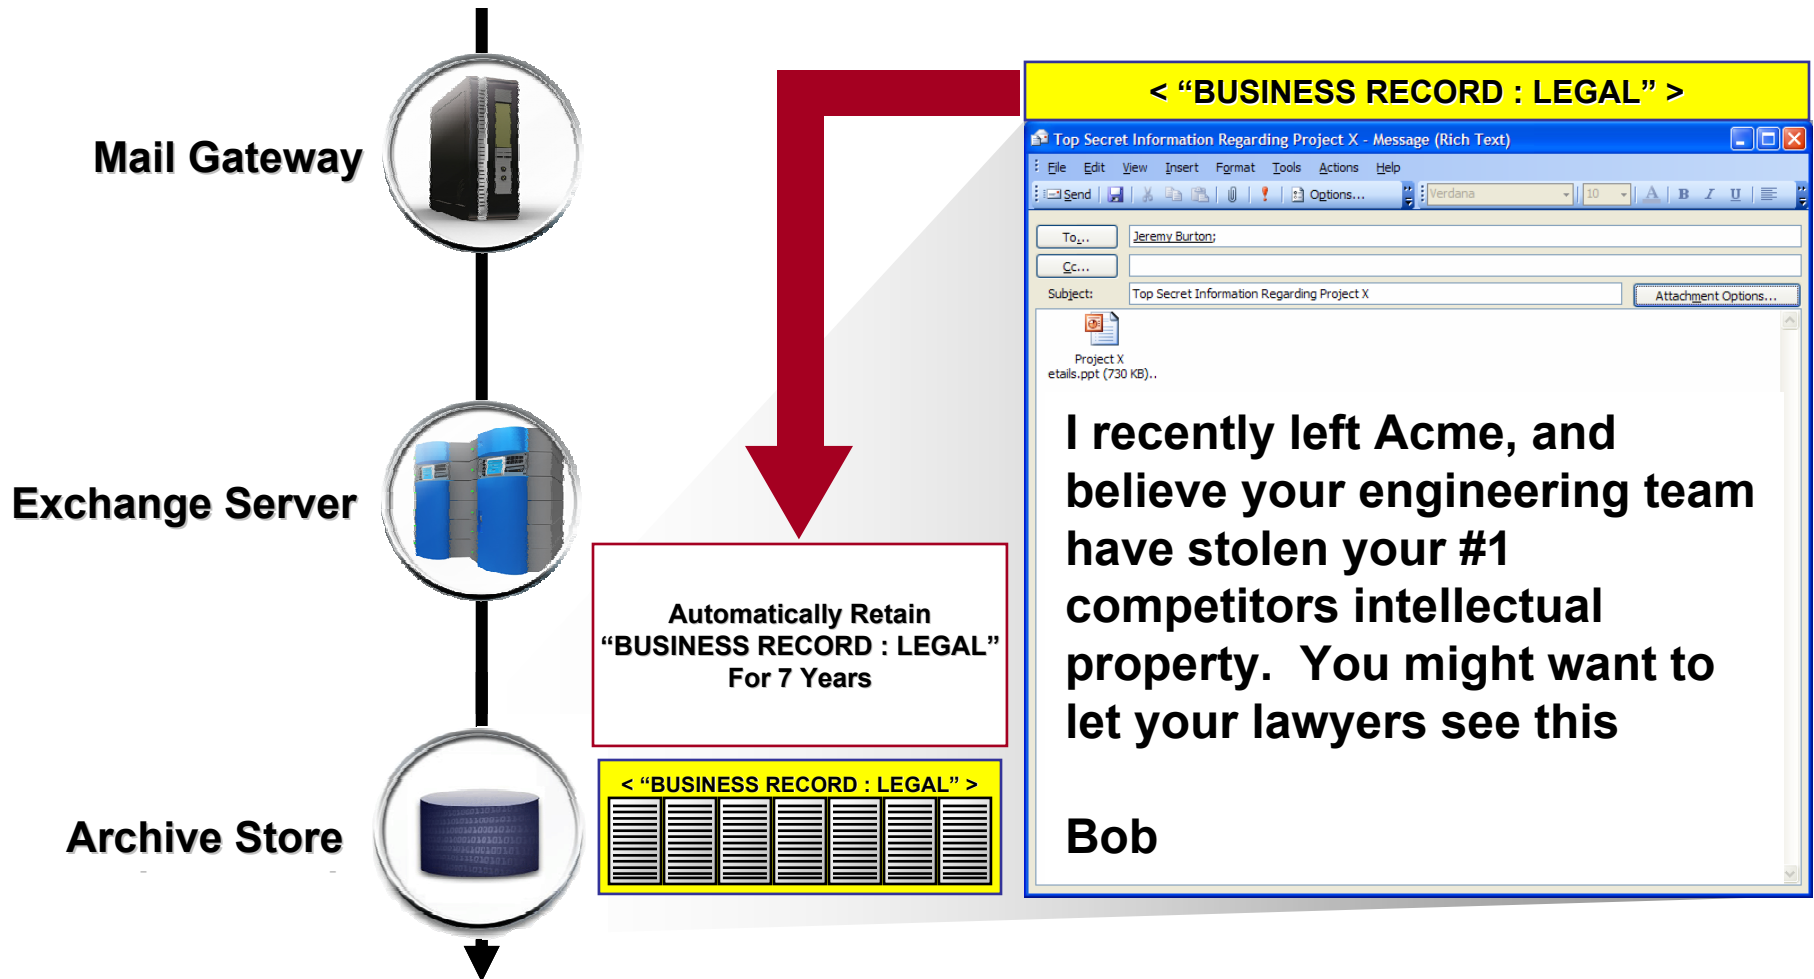 Mail Gateway
Exchange Server
Archive Store
Automatically Retain
“BUSINESS RECORD : LEGAL”
For 7 Years
< “BUSINESS RECORD : LEGAL” >
< “BUSINESS RECORD : LEGAL” >
Top Secret Information Regarding Project X - Message (Rich Text)
File Edit View Insert Format Tools Actions Help
Send Options... Verdana 10 A B I U
To... Jeremy Burton;
Cc...
Subject: Top Secret Information Regarding Project X Attachment Options...
Project X
etails.ppt (730 KB)..
I recently left Acme, and
believe your engineering team
have stolen your #1
competitors intellectual
property. You might want to
let your lawyers see this
Bob